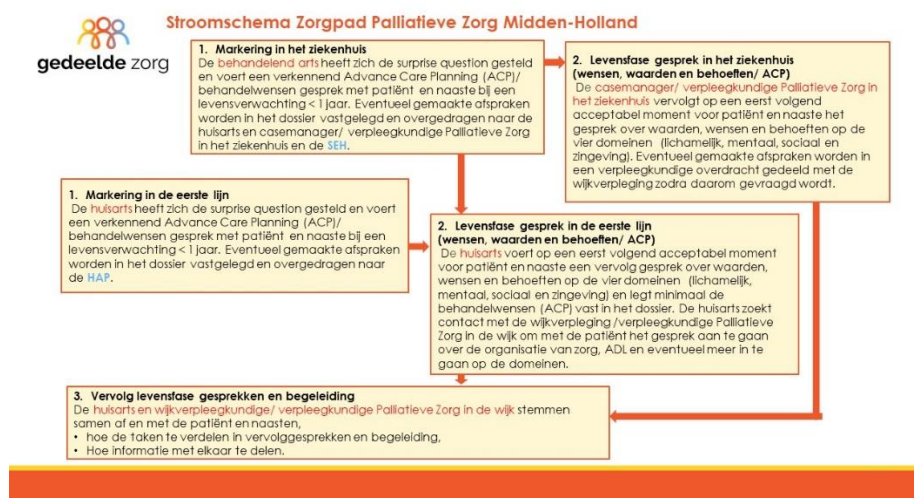 Stroomschema Zorgpad Palliatieve Zorg Midden-Holland
gedeelde zorg
1. Markering in het ziekenhuis
De behandelend arts heeft zich de surprise question gesteld
en voert een verkennend Advance Care Planning (ACP)/
behandelwensen gesprek met patiënt en naaste bij een
levensverwachting < 1 jaar. Eventueel gemaakte afspraken
worden in het dossier vastgelegd en overgedragen naar de
huisarts en casemanager/ verpleegkundige Palliatieve Zorg
in het ziekenhuis en de SEH.
2. Levensfase gesprek in het ziekenhuis
(wensen, waarden en behoeften/ ACP)
De casemanager/ verpleegkundige Palliatieve Zorg in
het ziekenhuis vervolgt op een eerst volgend
acceptabel moment voor patiënt en naaste het
gesprek over waarden, wensen en behoeften op de
vier domeinen (lichamelijk, mentaal, sociaal en
zingeving). Eventueel gemaakte afspraken worden in
een verpleegkundige overdracht gedeeld met de
wijkverpleging zodra daarom gevraagd wordt.
1. Markering in de eerste lijn
De huisarts heeft zich de surprise question gesteld en voert
een verkennend Advance Care Planning (ACP)/
behandelwensen gesprek met patiënt en naaste bij een
levensverwachting < 1 jaar. Eventueel gemaakte afspraken
worden in het dossier vastgelegd en overgedragen naar
de HAP.
2. Levensfase gesprek in de eerste lijn
(wensen, waarden en behoeften/ ACP)
De huisarts voert op een eerst volgend acceptabel moment
voor patiënt en naaste een vervolg gesprek over waarden,
wensen en behoeften op de vier domeinen (lichamelijk,
mentaal, sociaal en zingeving) en legt minimaal de
behandelwensen (ACP) vast in het dossier. De huisarts zoekt
contact met de wijkverpleging /verpleegkundige Palliatieve
Zorg in de wijk om met de patiënt het gesprek aan te gaan
over de organisatie van zorg, ADL en eventueel meer in te
gaan op de domeinen.
3. Vervolg levensfase gesprekken en begeleiding
De huisarts en wijkverpleegkundige/ verpleegkundige Palliatieve Zorg in de wijk stemmen
samen af en met de patiënt en naasten,
• hoe de taken te verdelen in vervolggesprekken en begeleiding,
• Hoe informatie met elkaar te delen.